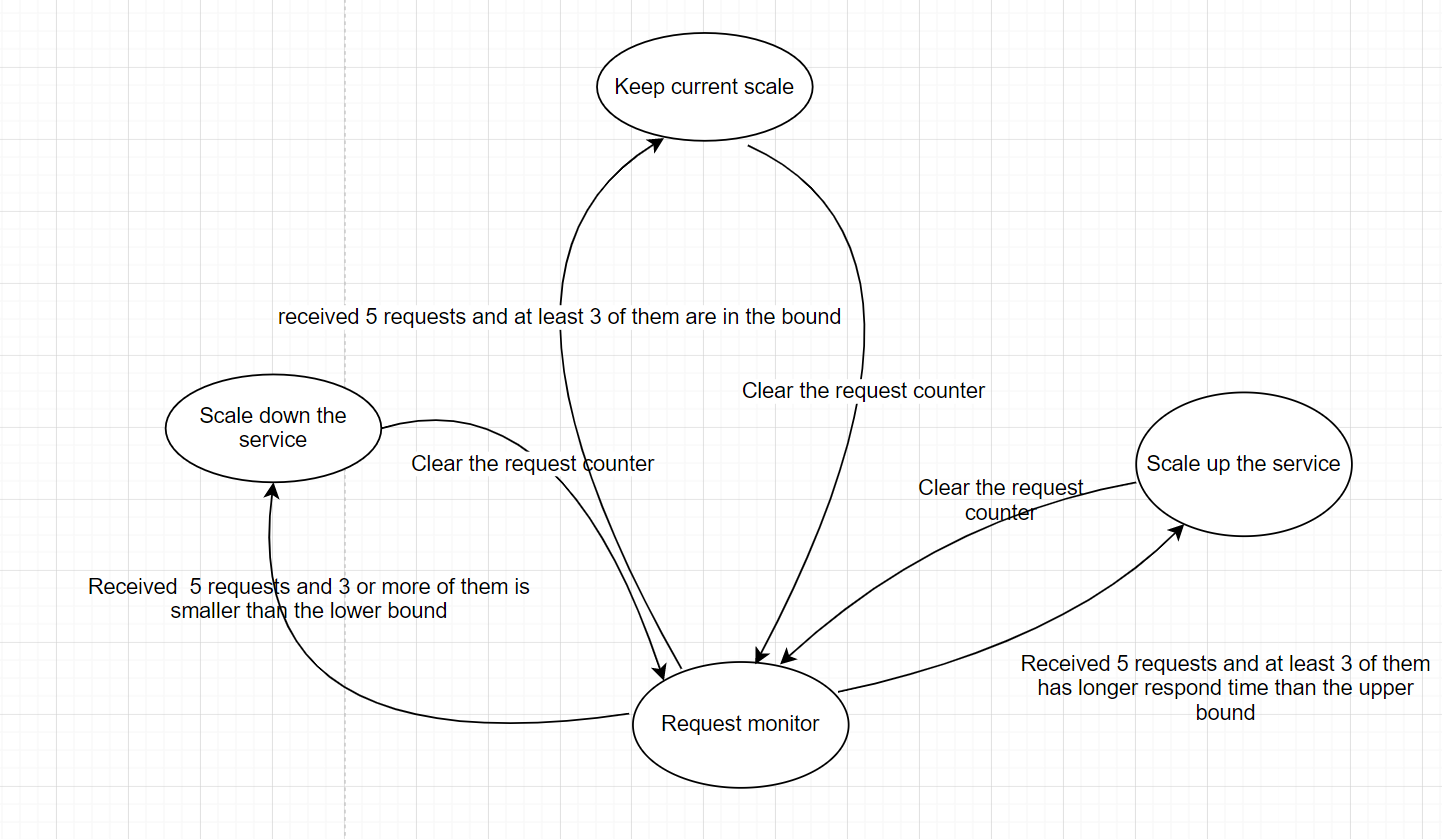 Keep current scale
received 5 requests and at least 3 of them are in the bound
Clear the request counter
Scale down the
service
Clear the request counter
Scale up the service
Clear the request
counter
Received  5 requests and 3 or more of them is
smaller than the lower bound
Received 5 requests and at least 3 of them
has longer respond time than the upper
bound
Request monitor